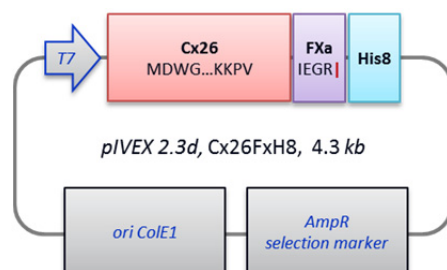 T7
Cx26
MDWG...KKPV
FXa
IEGR|
His8
pIVEX 2.3d, Cx26FxH8, 4.3 kb
ori ColE1
AmpR
selection marker